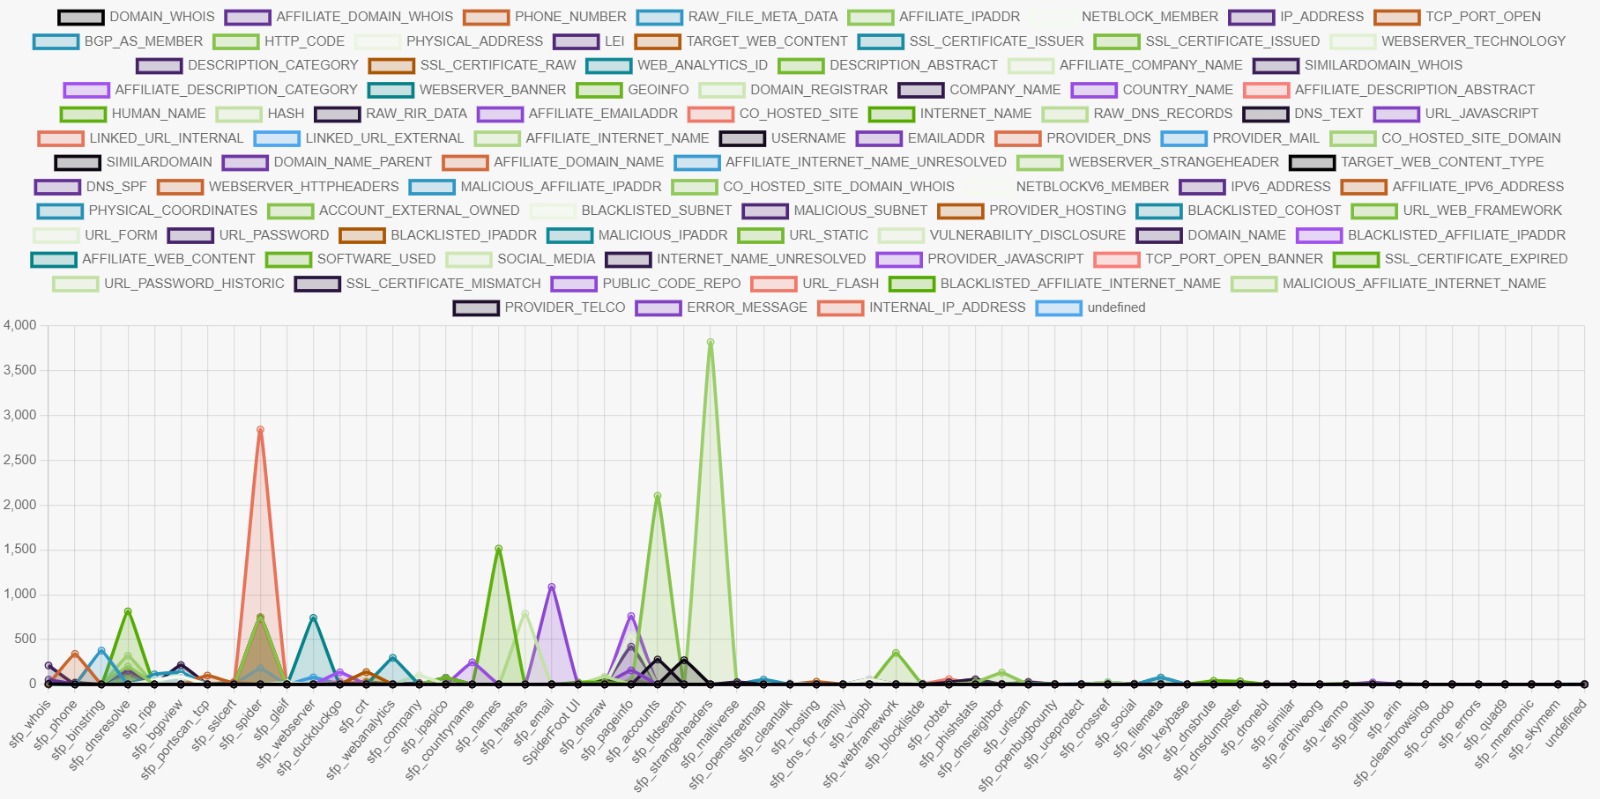 DOMAIN_WHOIS AFFILIATE_DOMAIN_WHOIS PHONE_NUMBER RAW_FILE_META_DATA AFFILIATE_IPADDR NETBLOCK_MEMBER IP_ADDRESS TCP_PORT_OPEN
BGP_AS_MEMBER HTTP_CODE PHYSICAL_ADDRESS LEI TARGET_WEB_CONTENT SSL_CERTIFICATE_ISSUER SSL_CERTIFICATE_ISSUED WEBSERVER_TECHNOLOGY
DESCRIPTION_CATEGORY SSL_CERTIFICATE_RAW WEB_ANALYTICS_ID DESCRIPTION_ABSTRACT AFFILIATE_COMPANY_NAME SIMILARDOMAIN_WHOIS
AFFILIATE_DESCRIPTION_CATEGORY WEBSERVER_BANNER GEOINFO DOMAIN_REGISTRAR COMPANY_NAME COUNTRY_NAME AFFILIATE_DESCRIPTION_ABSTRACT
HUMAN_NAME HASH RAW_RIR_DATA AFFILIATE_EMAILADDR CO_HOSTED_SITE INTERNET_NAME RAW_DNS_RECORDS DNS_TEXT URL_JAVASCRIPT
LINKED_URL_INTERNAL LINKED_URL_EXTERNAL AFFILIATE_INTERNET_NAME USERNAME EMAILADDR PROVIDER_DNS PROVIDER_MAIL CO_HOSTED_SITE_DOMAIN
SIMILARDOMAIN DOMAIN_NAME_PARENT AFFILIATE_DOMAIN_NAME AFFILIATE_INTERNET_NAME_UNRESOLVED WEBSERVER_STRANGEHEADER TARGET_WEB_CONTENT_TYPE
DNS_SPF WEBSERVER_HTTPHEADERS MALICIOUS_AFFILIATE_IPADDR CO_HOSTED_SITE_DOMAIN_WHOIS NETBLOCKV6_MEMBER IPV6_ADDRESS AFFILIATE_IPV6_ADDRESS
PHYSICAL_COORDINATES ACCOUNT_EXTERNAL_OWNED BLACKLISTED_SUBNET MALICIOUS_SUBNET PROVIDER_HOSTING BLACKLISTED_COHOST URL_WEB_FRAMEWORK
URL_FORM URL_PASSWORD BLACKLISTED_IPADDR MALICIOUS_IPADDR URL_STATIC VULNERABILITY_DISCLOSURE DOMAIN_NAME BLACKLISTED_AFFILIATE_IPADDR
AFFILIATE_WEB_CONTENT SOFTWARE_USED SOCIAL_MEDIA INTERNET_NAME_UNRESOLVED PROVIDER_JAVASCRIPT TCP_PORT_OPEN_BANNER SSL_CERTIFICATE_EXPIRED
URL_PASSWORD_HISTORIC SSL_CERTIFICATE_MISMATCH PUBLIC_CODE_REPO URL_FLASH BLACKLISTED_AFFILIATE_INTERNET_NAME MALICIOUS_AFFILIATE_INTERNET_NAME
PROVIDER_TELCO ERROR_MESSAGE INTERNAL_IP_ADDRESS undefined
4,000
3,500
3,000
2,500
2,000
1,500
1,000
500
0
sfp_whois
sfp_phone
sfp_binstring
sfp_dnsresolve
sfp_ripe
sfp_bgpview
sfp_portscan_tcp
sfp_sslcert
sfp_spider
sfp_gleif
sfp_webserver
sfp_duckduckgo
sfp_crt
sfp_webanalytics
sfp_company
sfp_ipapico
sfp_countryname
sfp_names
sfp_hashes
sfp_email
SpiderFoot UI
sfp_dnsraw
sfp_pageinfo
sfp_accounts
sfp_tldsearch
sfp_strangeheaders
sfp_maltiverse
sfp_openstreetmap
sfp_cleantalk
sfp_hosting
sfp_dns_for_family
sfp_voipbl
sfp_webframework
sfp_blocklistde
sfp_robtex
sfp_phishstats
sfp_dnsneighbor
sfp_urlscan
sfp_openbugbounty
sfp_uceprotect
sfp_crossref
sfp_social
sfp_filemeta
sfp_keybase
sfp_dnsbrute
sfp_dnsdumpster
sfp_dronebl
sfp_similar
sfp_archiveorg
sfp_venmo
sfp_github
sfp_arin
sfp_cleanbrowsing
sfp_comodo
sfp_errors
sfp_quad9
sfp_mnemonic
sfp_skymem
undefined